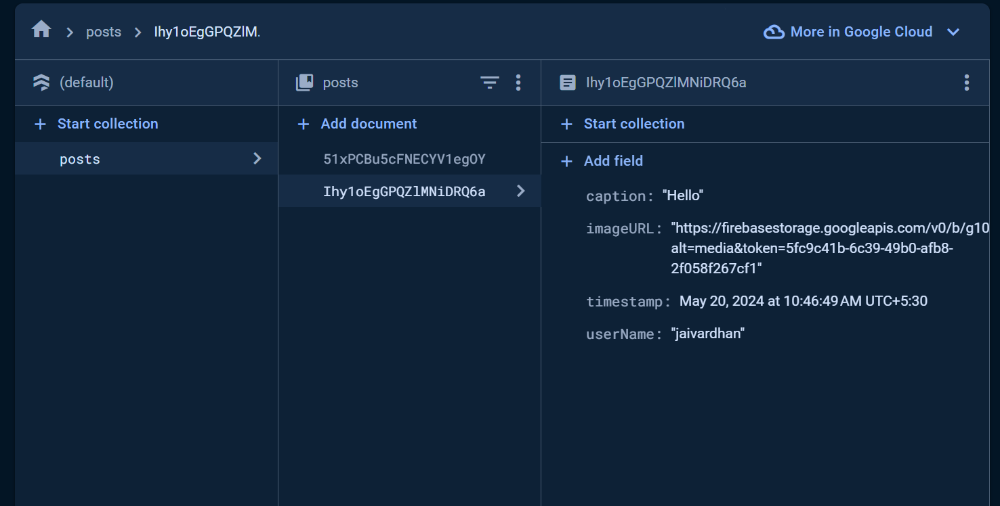 posts
Ihy1oEgGPQZlM.
More in Google Cloud
(default)
posts
Ihy1oEgGPQZlMNiDRQ6a
+ Start collection
+ Add document
+ Start collection
posts
51xPCBu5cFNECYV1egOY
Ihy1oEgGPQZlMNiDRQ6a
+ Add field
caption: "Hello"
imageURL: "https://firebasestorage.googleapis.com/v0/b/g10
alt=media&token=5fc9c41b-6c39-49b0-afb8-
2f058f267cf1"
timestamp: May 20, 2024 at 10:46:49 AM UTC+5:30
userName: "jaivardhan"